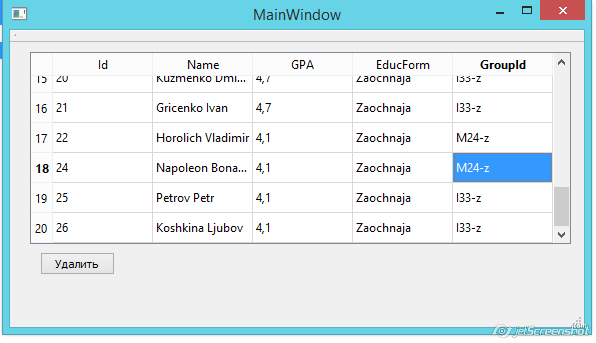 MainWindow
Id Name GPA EducForm GroupId
15 20 Kuzmenko Dmi... 4,7 Zaochnaja I33-z
16 21 Gricenko Ivan 4,7 Zaochnaja I33-z
17 22 Horolich Vladimir 4,1 Zaochnaja M24-z
18 24 Napoleon Bona... 4,1 Zaochnaja M24-z
19 25 Petrov Petr 4,1 Zaochnaja I33-z
20 26 Koshkina Ljubov 4,1 Zaochnaja I33-z
Удалить
jetScreenshot